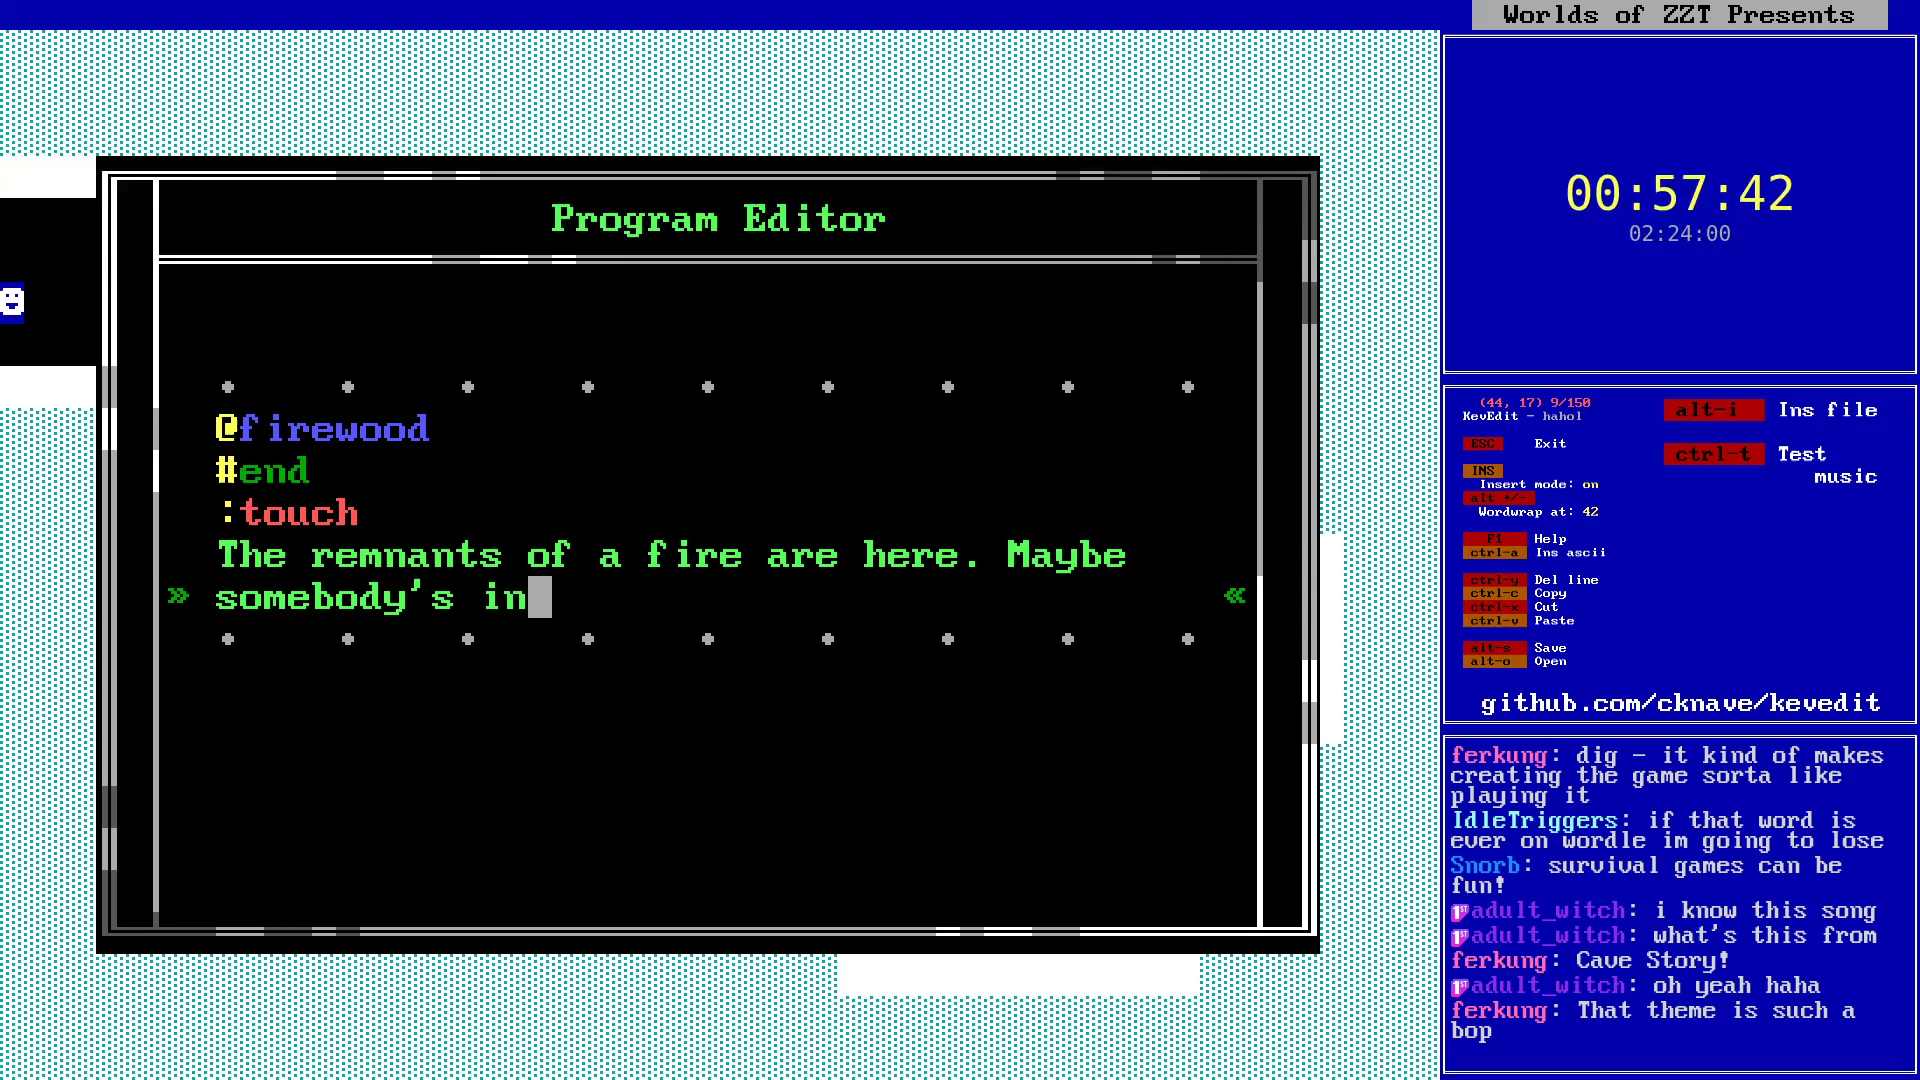 Worlds of ZZT Presents
00:57:42
02:24:00
Program Editor
@firewood
#end
:touch
The remnants of a fire are here. Maybe
» somebody's in «
(44, 17) 9/150
KevEdit - hahol
ESC Exit
INS
Insert mode: on
alt +/-
Wordwrap at: 42
F1 Help
ctrl-a Ins ascii
ctrl-y Del line
ctrl-c Copy
ctrl-x Cut
ctrl-v Paste
alt-s Save
alt-o Open
alt-i Ins file
ctrl-t Test
music
github.com/cknave/kevedit
ferkung: dig - it kind of makes
creating the game sorta like
playing it
IdleTriggers: if that word is
ever on wordle im going to lose
Snorb: survival games can be
fun!
1ST adult_witch: i know this song
1ST adult_witch: what's this from
ferkung: Cave Story!
1ST adult_witch: oh yeah haha
ferkung: That theme is such a
bop